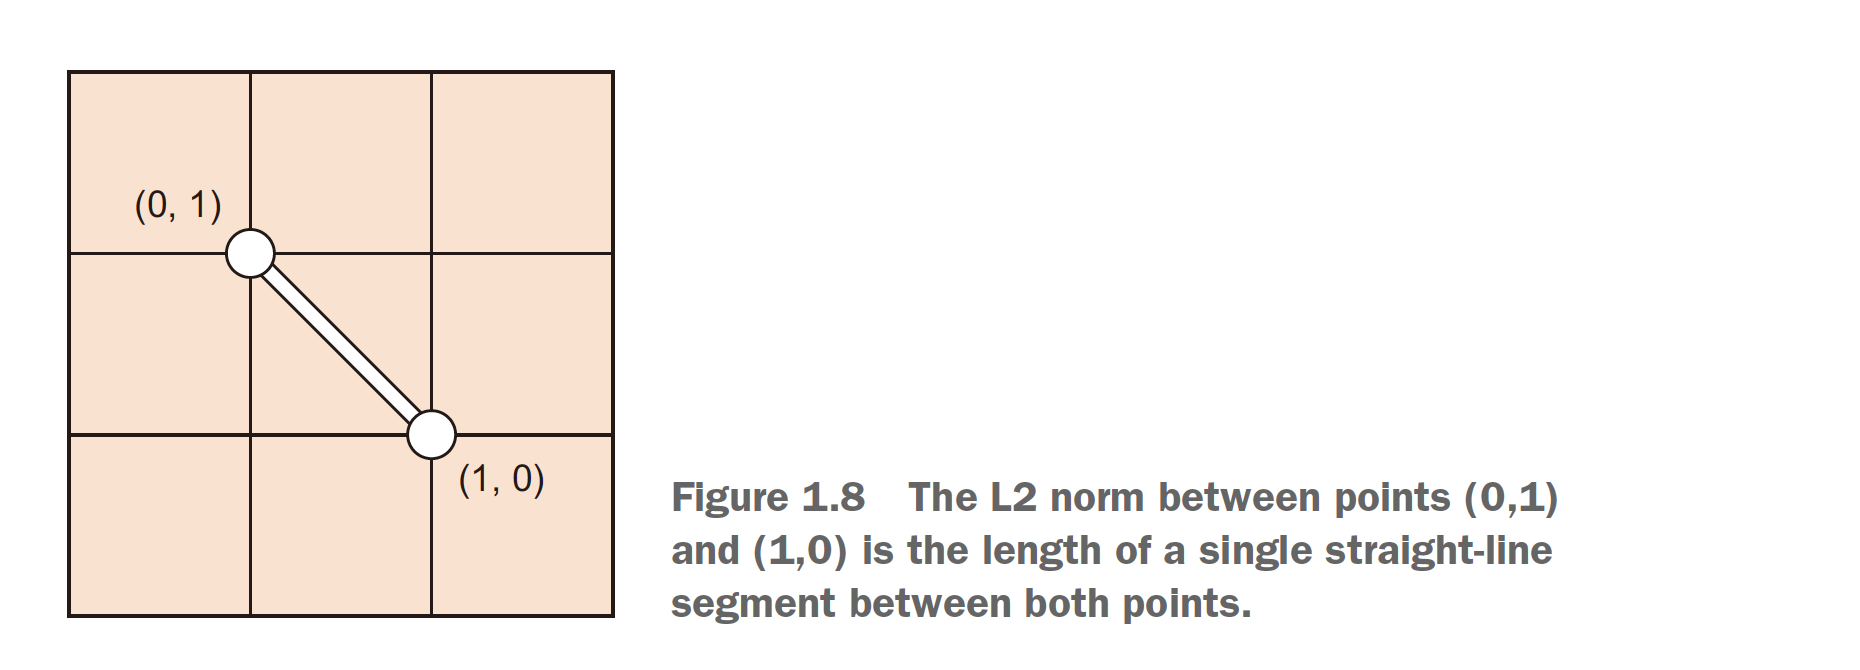 (0, 1)
(1, 0)
Figure 1.8 The L2 norm between points (0,1)
and (1,0) is the length of a single straight-line
segment between both points.